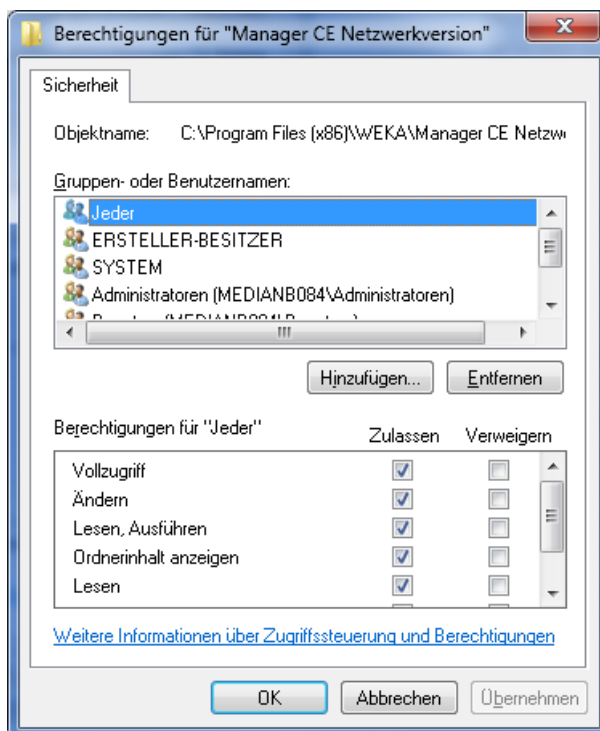 Berechtigungen für "Manager CE Netzwerkversion"
Sicherheit
Objektname: C:\Program Files (x86)\WEKA\Manager CE Netzw
Gruppen- oder Benutzernamen:
Jeder
ERSTELLER-BESITZER
SYSTEM
Administratoren (MEDIANB084\Administratoren)
Hinzufügen... Entfernen
Berechtigungen für "Jeder" Zulassen Verweigern
Vollzugriff
Ändern
Lesen, Ausführen
Ordnerinhalt anzeigen
Lesen
Weitere Informationen über Zugriffssteuerung und Berechtigungen
OK Abbrechen Übernehmen